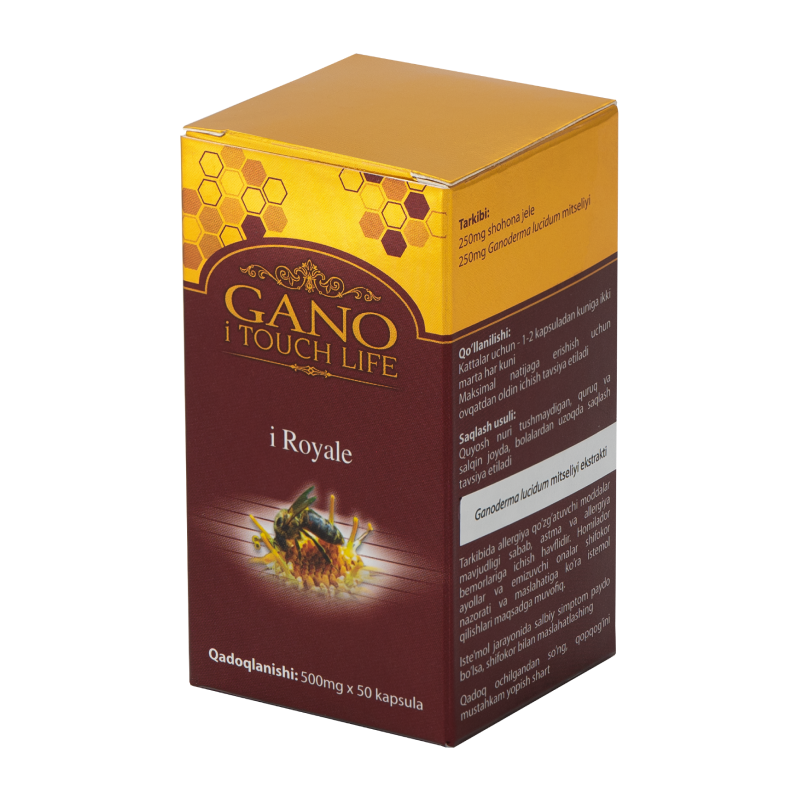 GANO
i TOUCH LIFE
i Royale
Qadoqlanishi: 500mg x 50 kapsula
Tarkibi:
250mg shohona jele
250mg Ganoderma lucidum mitseliyi
Qo'llanilishi:
Kattalar uchun - 1-2 kapsuladan kuniga ikki
marta har kuni
Maksimal natijaga erishish uchun
ovqatdan oldin ichish tavsiya etiladi
Saqlash usuli:
Quyosh nuri tushmaydigan, quruq va
salqin joyda, bolalardan uzoqda saqlash
tavsiya etiladi
Ganoderma lucidum mitseliyi ekstrakti
Tarkibida allergiya qo'zg'atuvchi moddalar
mavjudligi sabab, astma va allergiya
bemorlariga ichish havflidir. Homilador
ayollar va emizuvchi onalar shifokor
nazorati va maslahatiga ko'ra istemol
qilishlari maqsadga muvofiq.
Iste'mol jarayonida salbiy simptom paydo
bo'lsa, shifokor bilan maslahatlashing
Qadoq ochilgandan so'ng, qopqog'ini
mustahkam yopish shart